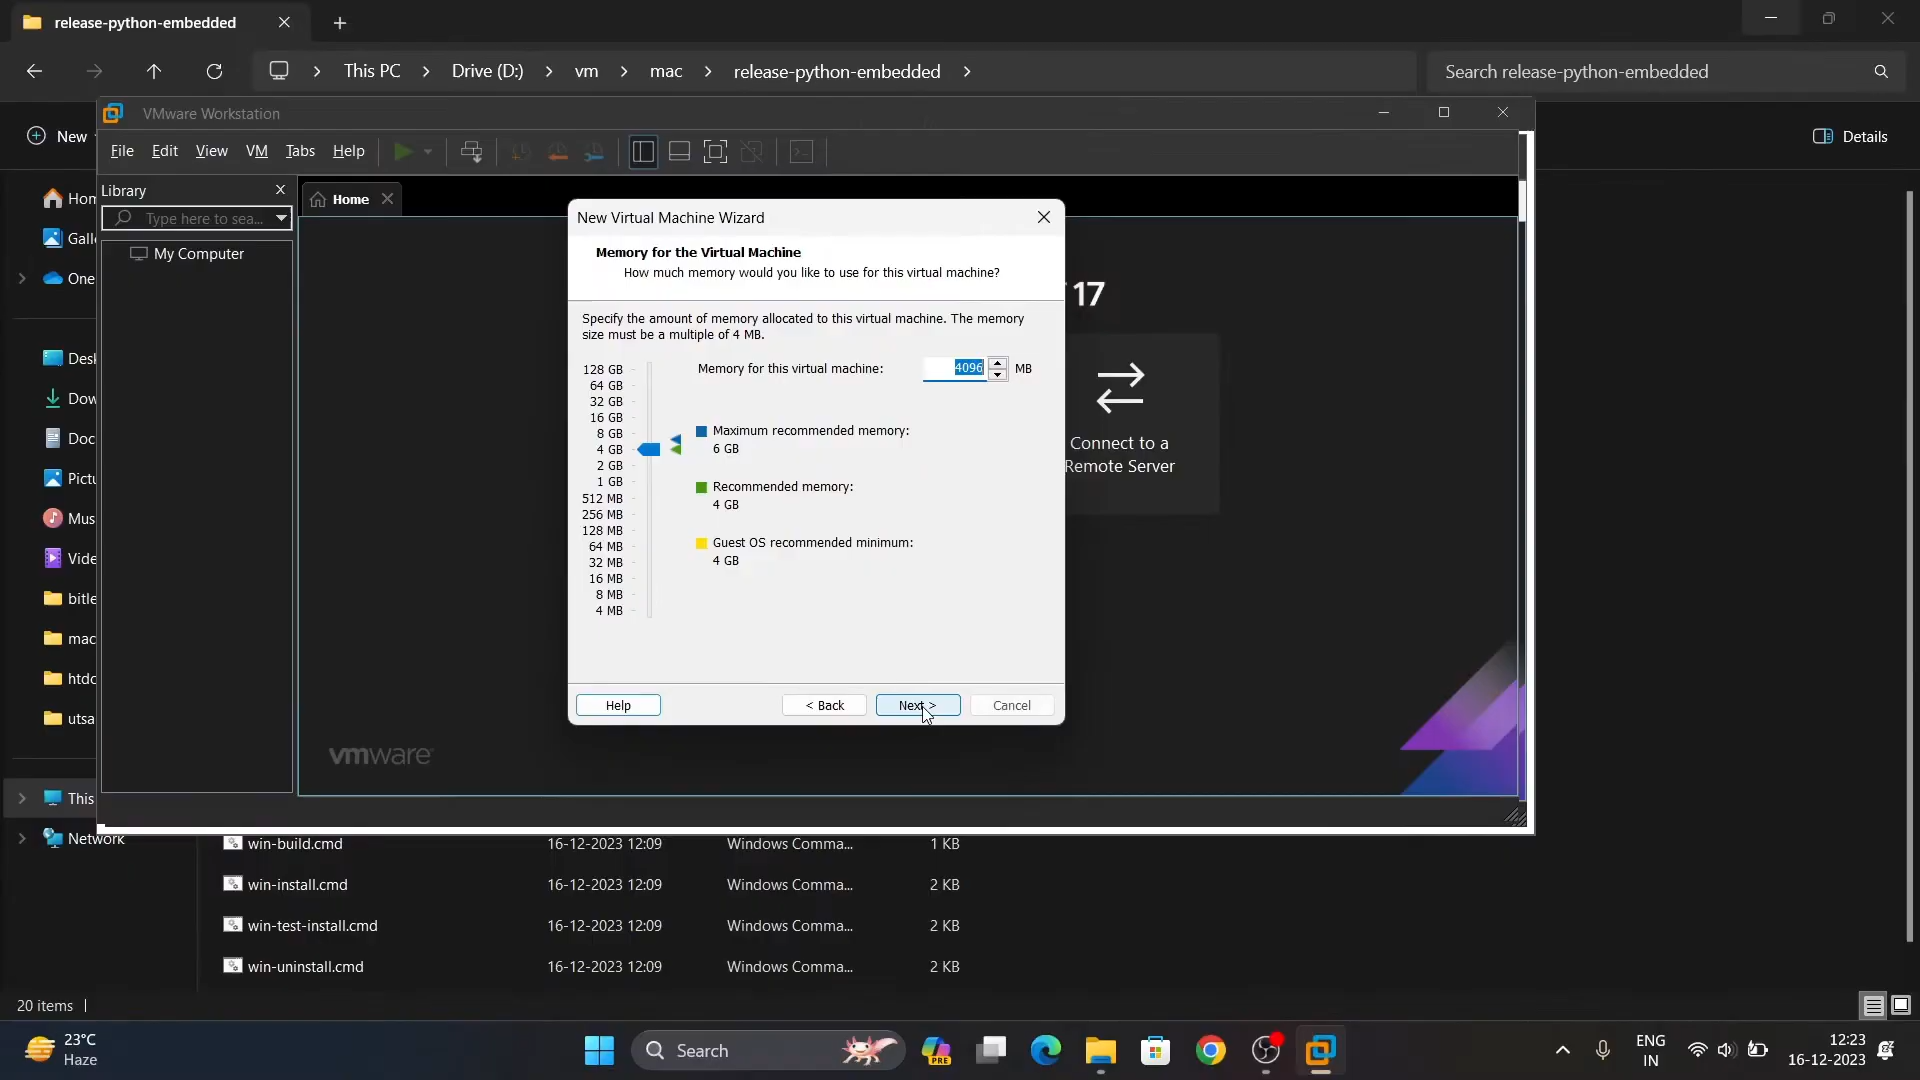 release-python-embedded
This PC
Drive (D:)
vm
mac
release-python-embedded
Search release-python-embedded
VMware Workstation
New
Details
File
Edit
View
VM
Tabs
Help
Library
Home
Type here to sea...
My Computer
New Virtual Machine Wizard
Memory for the Virtual Machine
How much memory would you like to use for this virtual machine?
17
Specify the amount of memory allocated to this virtual machine. The memory
size must be a multiple of 4 MB.
Memory for this virtual machine:
4096
MB
128 GB
64 GB
32 GB
16 GB
8 GB
4 GB
2 GB
1 GB
512 MB
256 MB
128 MB
64 MB
32 MB
16 MB
8 MB
4 MB
Maximum recommended memory:
6 GB
Recommended memory:
4 GB
Guest OS recommended minimum:
4 GB
Connect to a
Remote Server
Help
< Back
Next >
Cancel
vmware
Hom
Gall
One
Desk
Dow
Doc
Pictu
Mus
Vide
bitle
mac
htdc
utsa
This
Network
win-build.cmd 16-12-2023 12:09 Windows Comma... 1 KB
win-install.cmd 16-12-2023 12:09 Windows Comma... 2 KB
win-test-install.cmd 16-12-2023 12:09 Windows Comma... 2 KB
win-uninstall.cmd 16-12-2023 12:09 Windows Comma... 2 KB
20 items
23°C
Haze
Search
PRE
ENG
IN
12:23
16-12-2023